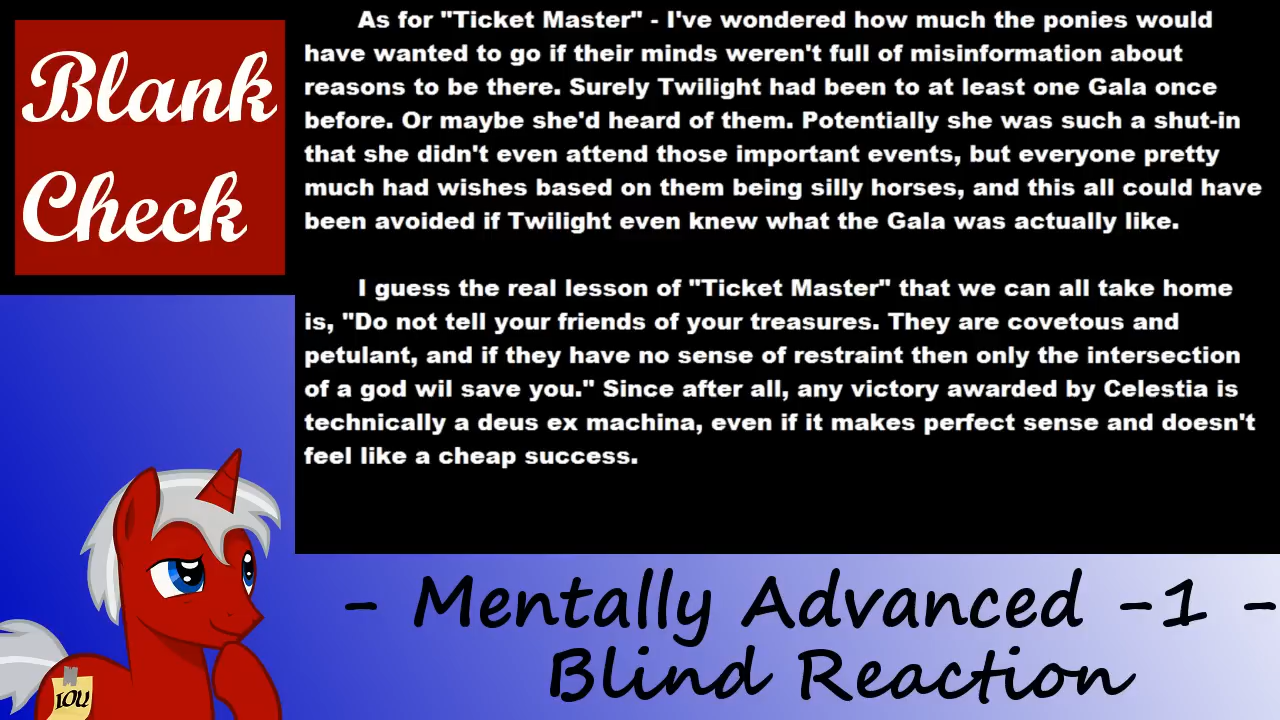 Blank
Check
As for "Ticket Master" - I've wondered how much the ponies would
have wanted to go if their minds weren't full of misinformation about
reasons to be there. Surely Twilight had been to at least one Gala once
before. Or maybe she'd heard of them. Potentially she was such a shut-in
that she didn't even attend those important events, but everyone pretty
much had wishes based on them being silly horses, and this all could have
been avoided if Twilight even knew what the Gala was actually like.
I guess the real lesson of "Ticket Master" that we can all take home
is, "Do not tell your friends of your treasures. They are covetous and
petulant, and if they have no sense of restraint then only the intersection
of a god wil save you." Since after all, any victory awarded by Celestia is
technically a deus ex machina, even if it makes perfect sense and doesn't
feel like a cheap success.
IOU
- Mentally Advanced -1 -
Blind Reaction